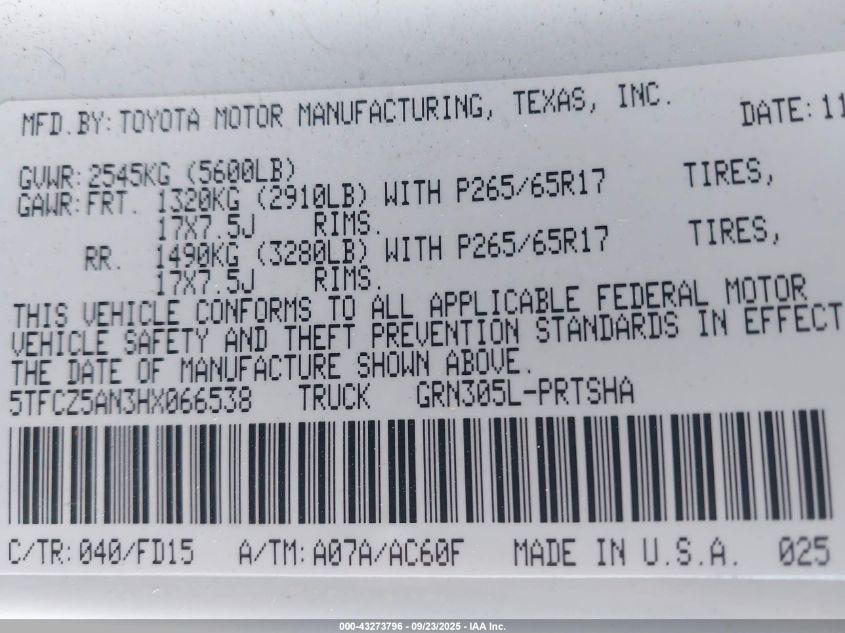 MFD.BY:TOYOTA MOTOR MANUFACTURING, TEXAS, INC. DATE:11
GVWR:2545KG (5600LB)
GAWR:FRT. 1320KG (2910LB) WITH P265/65R17 TIRES,
17X7.5J RIMS.
RR. 1490KG (3280LB) WITH P265/65R17 TIRES,
17X7.5J RIMS.
THIS VEHICLE CONFORMS TO ALL APPLICABLE FEDERAL MOTOR
VEHICLE SAFETY AND THEFT PREVENTION STANDARDS IN EFFECT
THE DATE OF MANUFACTURE SHOWN ABOVE.
5TFCZ5AN3HX066538 TRUCK GRN305L-PRTSHA
C/TR:040/FD15 A/TM:A07A/AC60F MADE IN U.S.A. 025
000-43273796 - 09/23/2025 - IAA Inc.